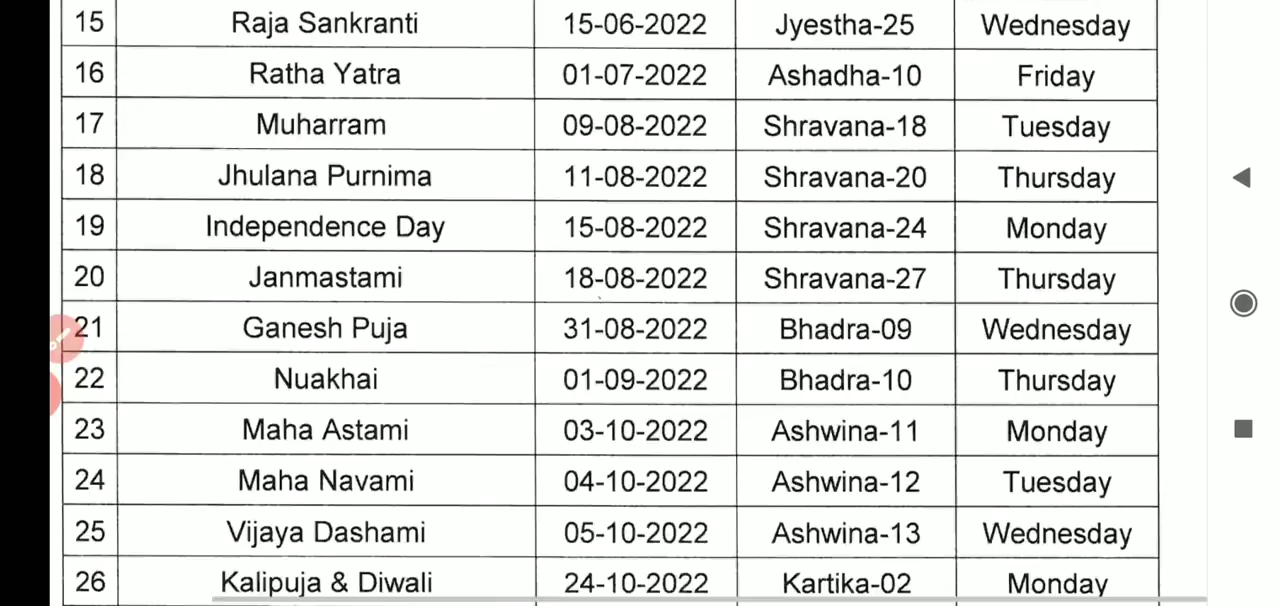 15 Raja Sankranti 15-06-2022 Jyestha-25 Wednesday
16 Ratha Yatra 01-07-2022 Ashadha-10 Friday
17 Muharram 09-08-2022 Shravana-18 Tuesday
18 Jhulana Purnima 11-08-2022 Shravana-20 Thursday
19 Independence Day 15-08-2022 Shravana-24 Monday
20 Janmastami 18-08-2022 Shravana-27 Thursday
21 Ganesh Puja 31-08-2022 Bhadra-09 Wednesday
22 Nuakhai 01-09-2022 Bhadra-10 Thursday
23 Maha Astami 03-10-2022 Ashwina-11 Monday
24 Maha Navami 04-10-2022 Ashwina-12 Tuesday
25 Vijaya Dashami 05-10-2022 Ashwina-13 Wednesday
26 Kalipuja & Diwali 24-10-2022 Kartika-02 Monday